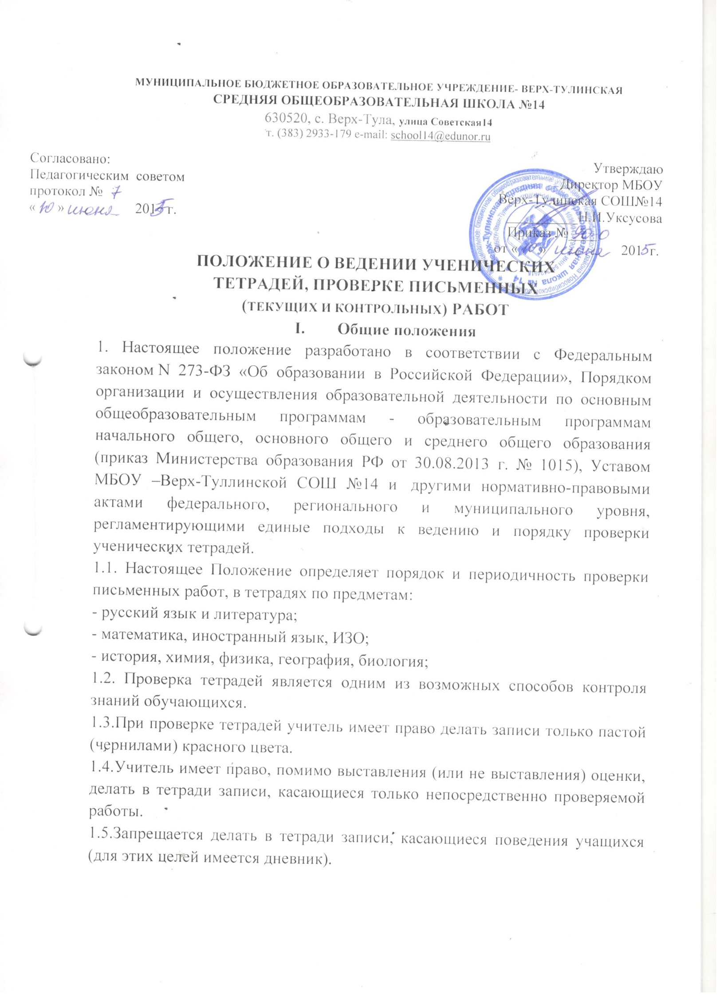 МУНИЦИПАЛЬНОЕ БЮДЖЕТНОЕ ОБРАЗОВАТЕЛЬНОЕ УЧРЕЖДЕНИЕ- ВЕРХ-ТУЛИНСКАЯ
СРЕДНЯЯ ОБЩЕОБРАЗОВАТЕЛЬНАЯ ШКОЛА №14
630520, с. Верх-Тула, улица Советская14
т. (383) 2933-179 e-mail: school14@edunor.ru
Согласовано:
Педагогическим советом
протокол № 7
« 10 » июня 2015 г.
Утверждаю
Директор МБОУ
Верх-Тулинская СОШ№14
Н.И.Уксусова
Приказ №
от « 10 » июня 2015г.
Верх-Тулинская средняя общеобразовательная школа № 14
ПОЛОЖЕНИЕ О ВЕДЕНИИ УЧЕНИЧЕСКИХ
ТЕТРАДЕЙ, ПРОВЕРКЕ ПИСЬМЕННЫХ
(ТЕКУЩИХ И КОНТРОЛЬНЫХ) РАБОТ
I. Общие положения
1. Настоящее положение разработано в соответствии с Федеральным
законом N 273-ФЗ «Об образовании в Российской Федерации», Порядком
организации и осуществления образовательной деятельности по основным
общеобразовательным программам - образовательным программам
начального общего, основного общего и среднего общего образования
(приказ Министерства образования РФ от 30.08.2013 г. № 1015), Уставом
МБОУ –Верх-Туллинской СОШ №14 и другими нормативно-правовыми
актами федерального, регионального и муниципального уровня,
регламентирующими единые подходы к ведению и порядку проверки
ученических тетрадей.
1.1. Настоящее Положение определяет порядок и периодичность проверки
письменных работ, в тетрадях по предметам:
- русский язык и литература;
- математика, иностранный язык, ИЗО;
- история, химия, физика, география, биология;
1.2. Проверка тетрадей является одним из возможных способов контроля
знаний обучающихся.
1.3.При проверке тетрадей учитель имеет право делать записи только пастой
(чернилами) красного цвета.
1.4.Учитель имеет право, помимо выставления (или не выставления) оценки,
делать в тетради записи, касающиеся только непосредственно проверяемой
работы.
1.5.Запрещается делать в тетради записи, касающиеся поведения учащихся
(для этих целей имеется дневник).